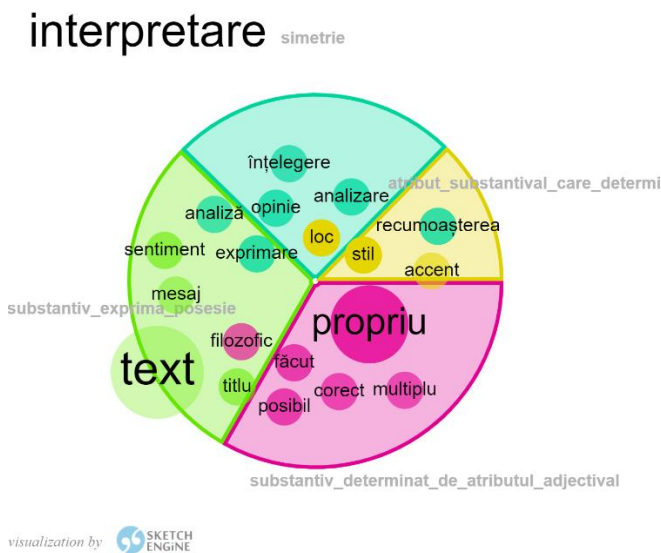 interpretare simetrie
înțelegere
atribut_substantival_care_determi
opinie analizare
analiză
loc
recumoașterea
sentiment exprimare stil
accent
mesaj
substantiv_exprima_posesie
propriu
filozofic
text
făcut
titlu
posibil corect multiplu
substantiv_determinat_de_atributul_adjectival
visualization by SKETCH
ENGINE